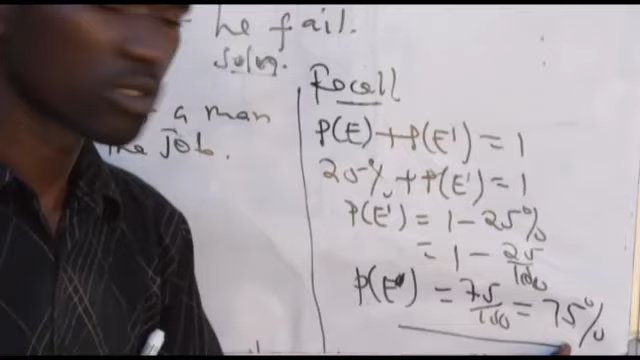 he fail.
soln.
a man
the job.
Recall
P(E) + P(E') = 1
25% + P(E') = 1
P(E') = 1 - 25%
= 1 - 25/100
P(E') = 75/100 = 75%